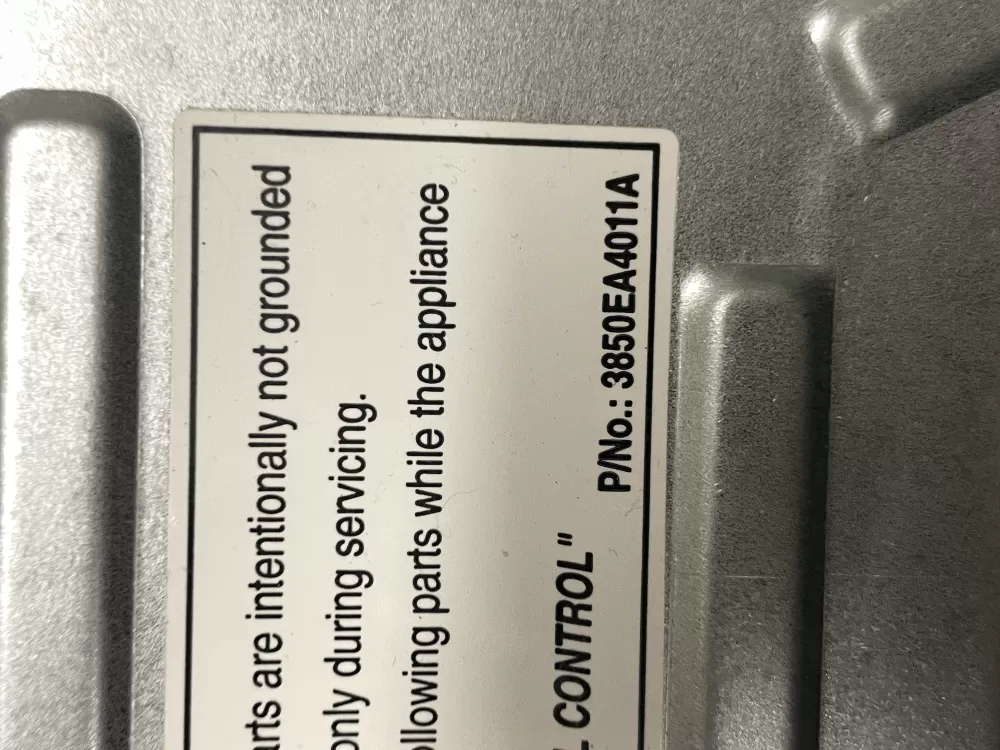 arts are intentionally not grounded
only during servicing.
ollowing parts while the appliance
L CONTROL"
P/No.: 3850EA4011A